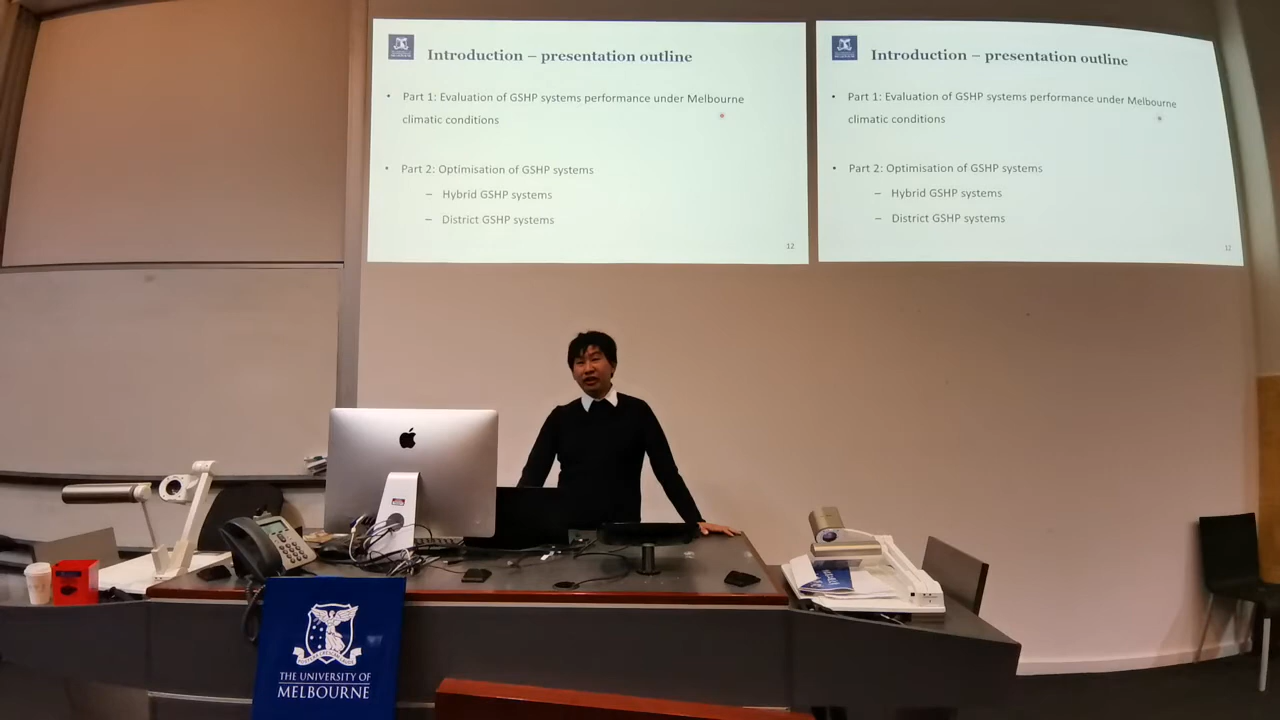 Introduction – presentation outline
• Part 1: Evaluation of GSHP systems performance under Melbourne
climatic conditions
• Part 2: Optimisation of GSHP systems
– Hybrid GSHP systems
– District GSHP systems
12
Introduction – presentation outline
• Part 1: Evaluation of GSHP systems performance under Melbourne
climatic conditions
• Part 2: Optimisation of GSHP systems
– Hybrid GSHP systems
– District GSHP systems
12
THE UNIVERSITY OF
MELBOURNE